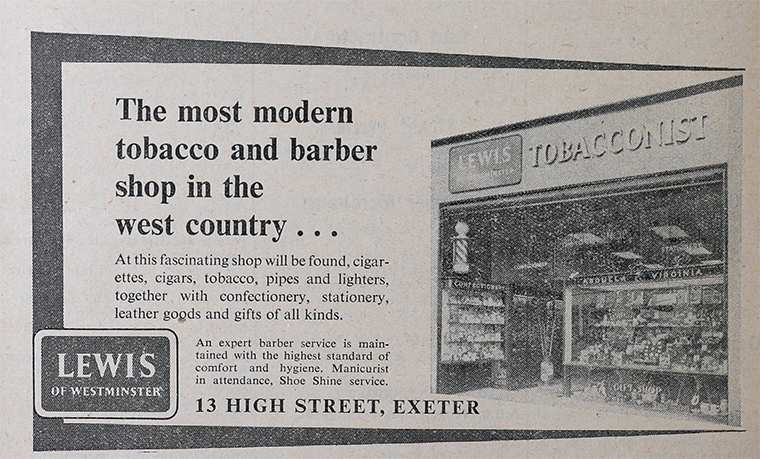 The most modern
tobacco and barber
shop in the
west country ...
At this fascinating shop will be found, cigar-
ettes, cigars, tobacco, pipes and lighters,
together with confectionery, stationery,
leather goods and gifts of all kinds.
An expert barber service is main-
tained with the highest standard of
comfort and hygiene. Manicurist
in attendance, Shoe Shine service.
13 HIGH STREET, EXETER
LEWIS
OF WESTMINSTER
LEWIS
TOBACCONIST
CONFECTIONERY
VIRGINIA
GIFT SHOP